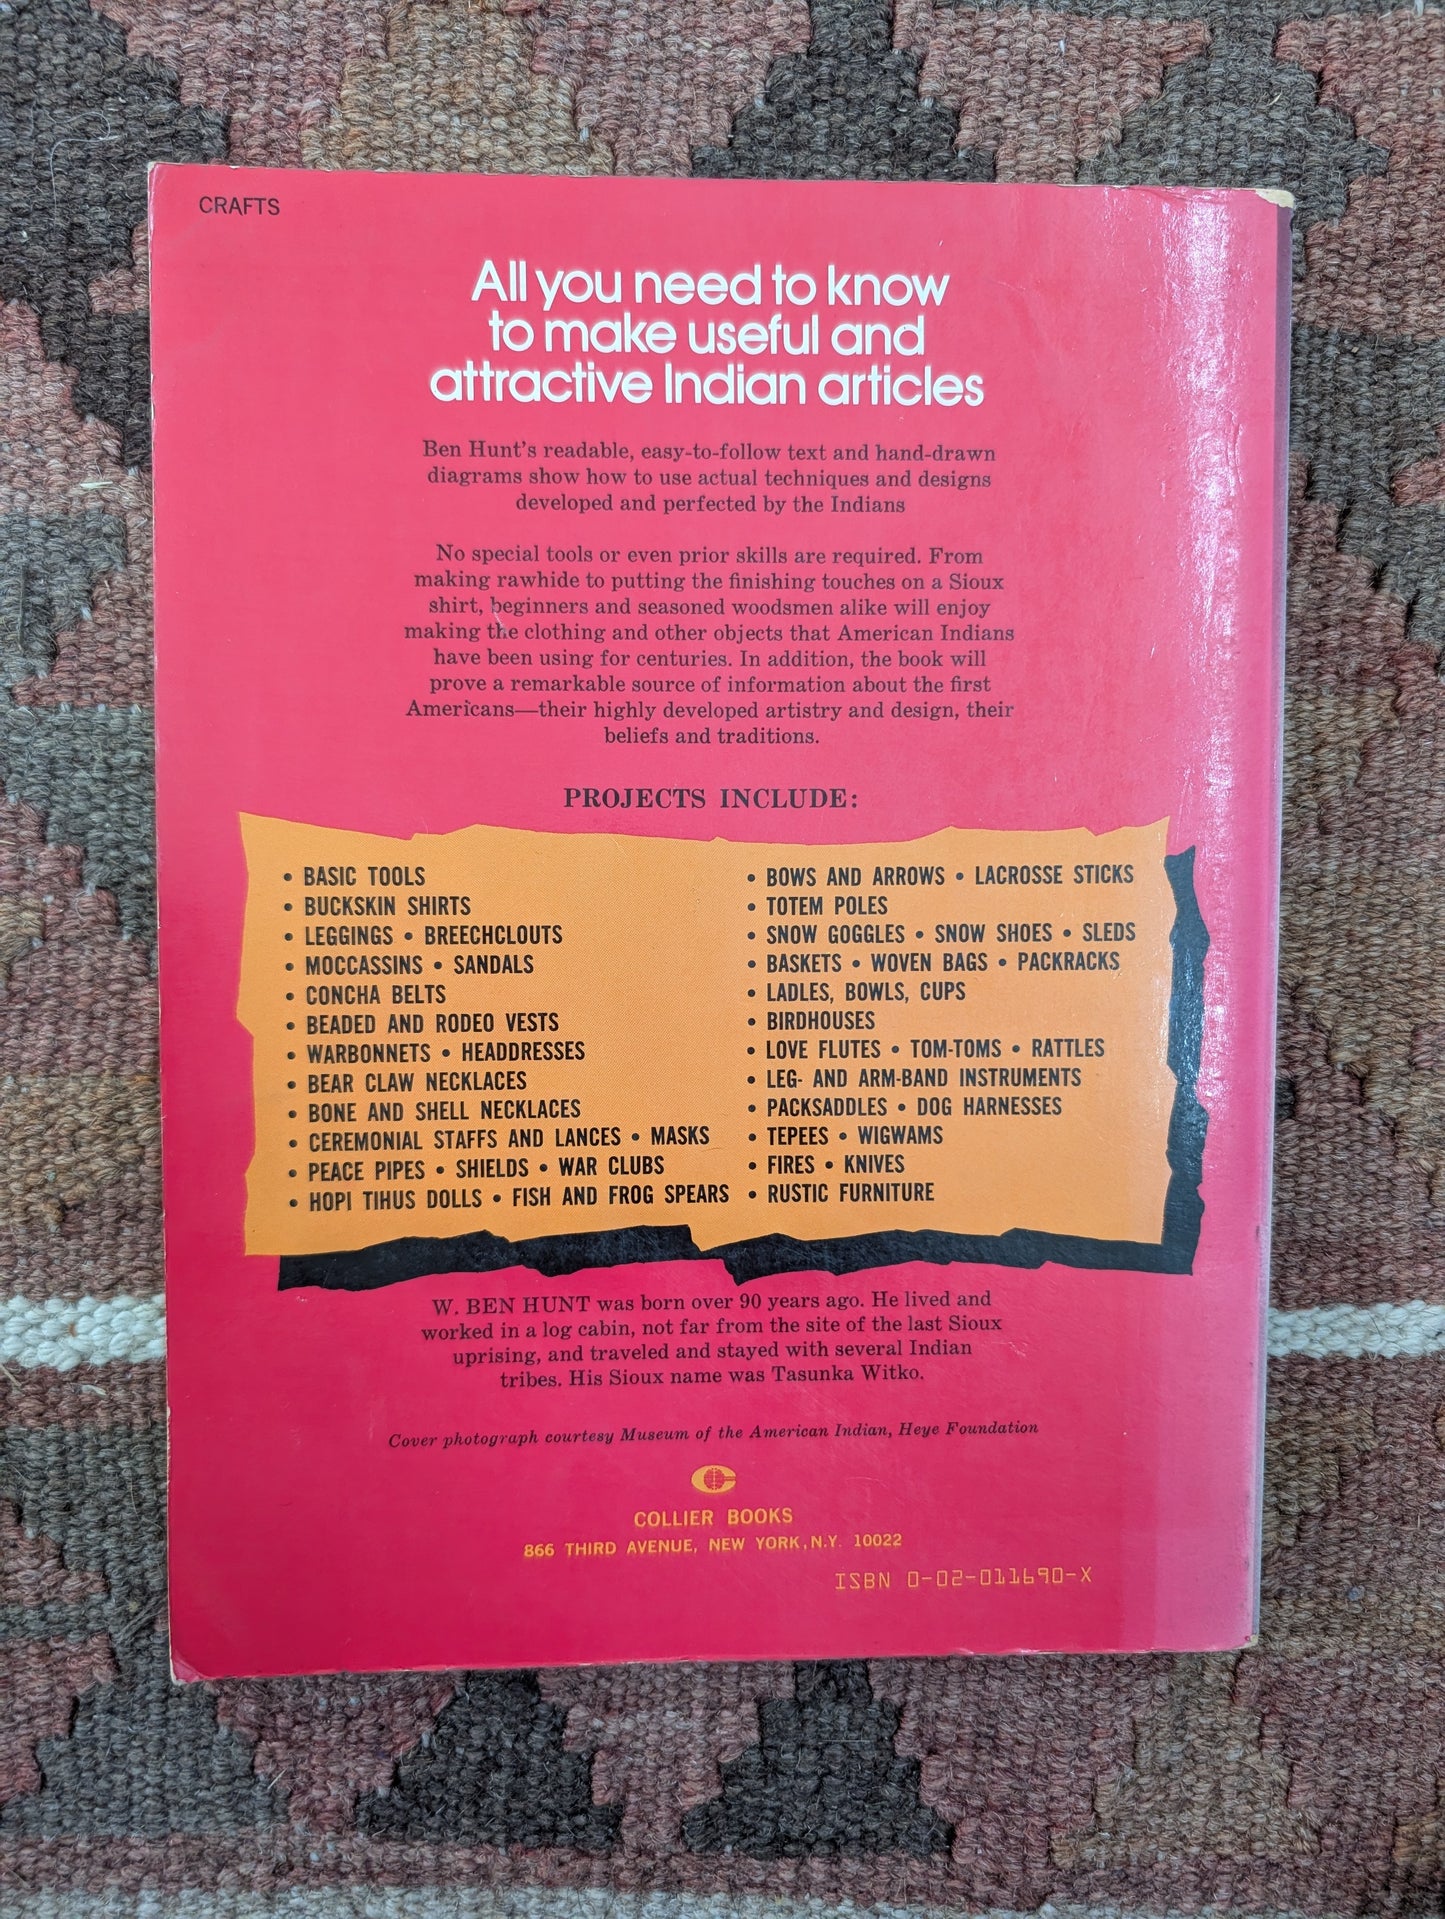 CRAFTS
All you need to know
to make useful and
attractive Indian articles
Ben Hunt's readable, easy-to-follow text and hand-drawn
diagrams show how to use actual techniques and designs
developed and perfected by the Indians
No special tools or even prior skills are required. From
making rawhide to putting the finishing touches on a Sioux
shirt, beginners and seasoned woodsmen alike will enjoy
making the clothing and other objects that American Indians
have been using for centuries. In addition, the book will
prove a remarkable source of information about the first
Americans—their highly developed artistry and design, their
beliefs and traditions.
PROJECTS INCLUDE:
• BASIC TOOLS
• BUCKSKIN SHIRTS
• LEGGINGS • BREECHCLOUTS
• MOCCASSINS • SANDALS
• CONCHA BELTS
• BEADED AND RODEO VESTS
• WARBONNETS • HEADDRESSES
• BEAR CLAW NECKLACES
• BONE AND SHELL NECKLACES
• CEREMONIAL STAFFS AND LANCES • MASKS
• PEACE PIPES • SHIELDS • WAR CLUBS
• HOPI TIHUS DOLLS • FISH AND FROG SPEARS
• BOWS AND ARROWS • LACROSSE STICKS
• TOTEM POLES
• SNOW GOGGLES • SNOW SHOES • SLEDS
• BASKETS • WOVEN BAGS • PACKRACKS
• LADLES, BOWLS, CUPS
• BIRDHOUSES
• LOVE FLUTES • TOM-TOMS • RATTLES
• LEG- AND ARM-BAND INSTRUMENTS
• PACKSADDLES • DOG HARNESSES
• TEPEES • WIGWAMS
• FIRES • KNIVES
• RUSTIC FURNITURE
W. BEN HUNT was born over 90 years ago. He lived and
worked in a log cabin, not far from the site of the last Sioux
uprising, and traveled and stayed with several Indian
tribes. His Sioux name was Tasunka Witko.
Cover photograph courtesy Museum of the American Indian, Heye Foundation
COLLIER BOOKS
866 THIRD AVENUE, NEW YORK, N.Y. 10022
ISBN 0-02-011690-X